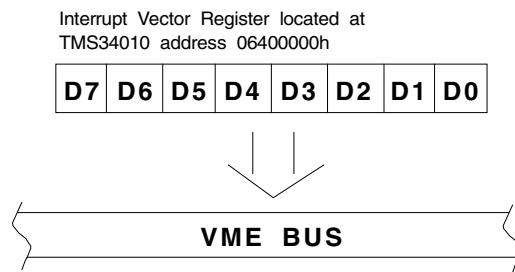 Interrupt Vector Register located at
TMS34010 address 06400000h
D7 D6 D5 D4 D3 D2 D1 D0
VME BUS